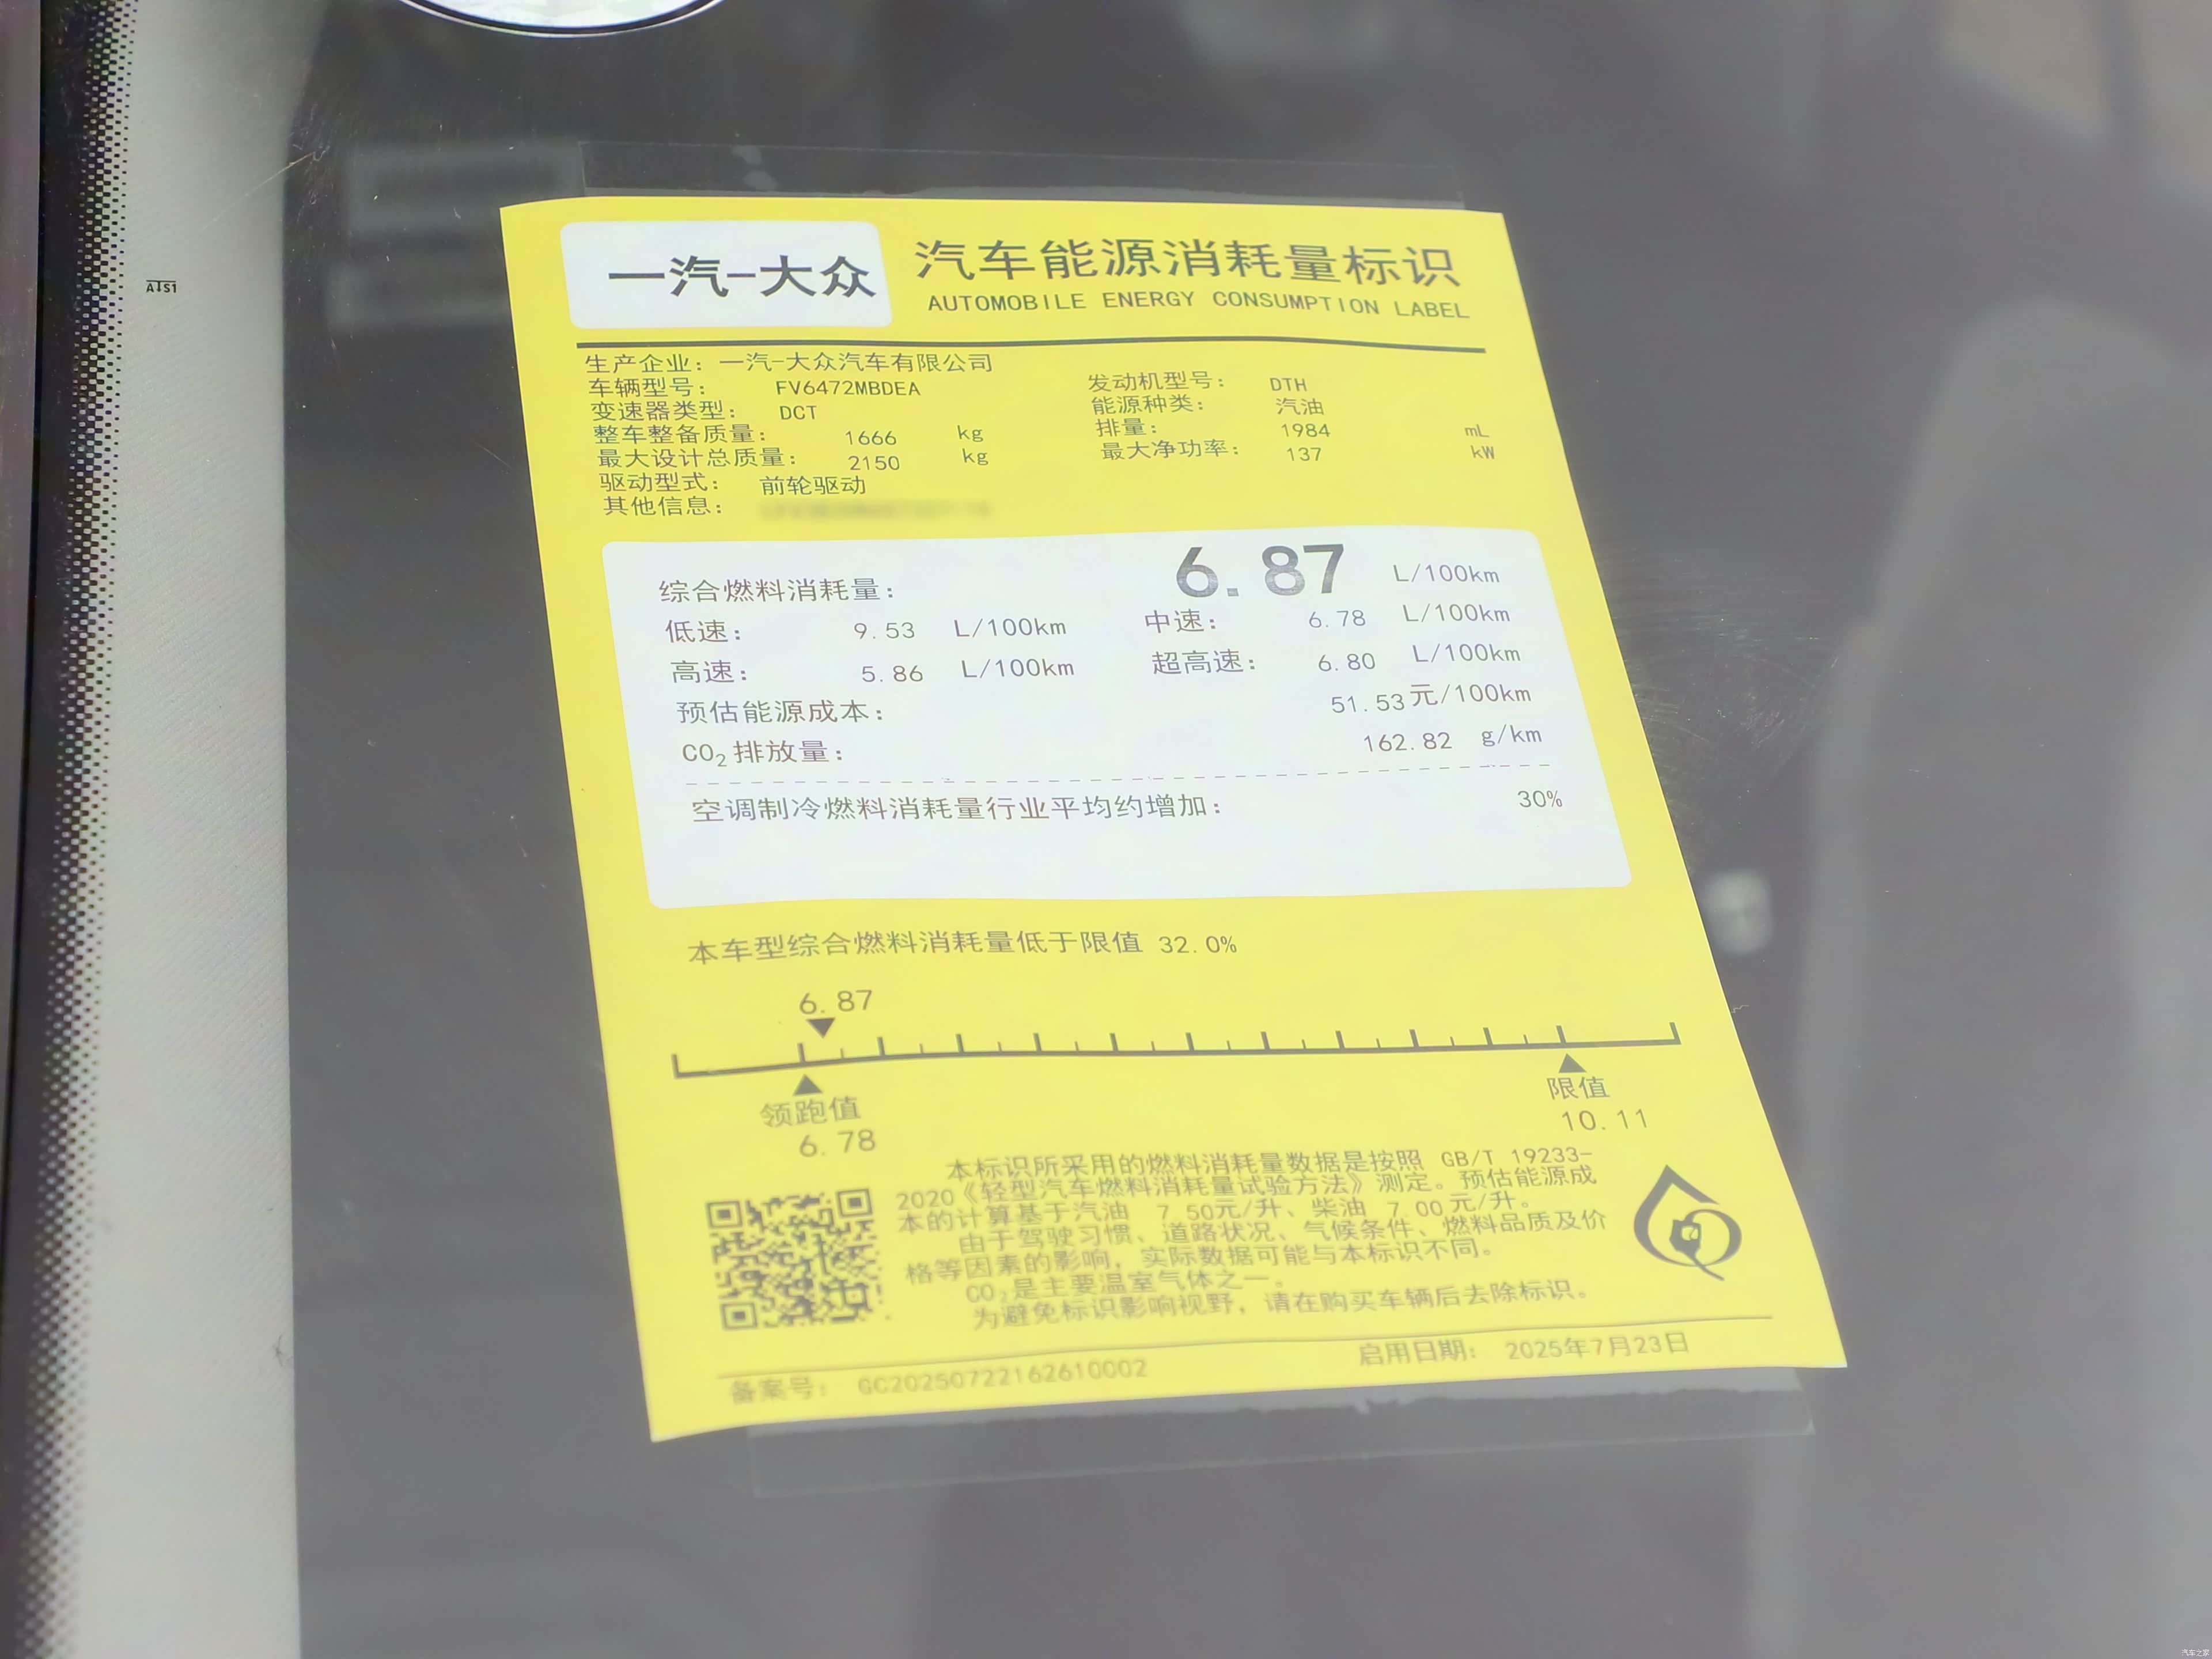 一汽-大众
汽车能源消耗量标识
AUTOMOBILE ENERGY CONSUMPTION LABEL
生产企业：一汽-大众汽车有限公司
车辆型号： FV6472MBDEA 发动机型号： DTH
变速器类型： DCT 能源种类： 汽油
整车整备质量： 1666 kg 排量： 1984 mL
最大设计总质量： 2150 kg 最大净功率： 137 kW
驱动型式： 前轮驱动
其他信息：
综合燃料消耗量： 6.87 L/100km
低速： 9.53 L/100km 中速： 6.78 L/100km
高速： 5.86 L/100km 超高速： 6.80 L/100km
预估能源成本： 51.53元/100km
CO₂排放量： 162.82 g/km
空调制冷燃料消耗量行业平均约增加： 30%
本车型综合燃料消耗量低于限值 32.0%
6.87
领跑值 限值
6.78 10.11
本标识所采用的燃料消耗量数据是按照 GB/T 19233-
2020《轻型汽车燃料消耗量试验方法》测定。预估能源成
本的计算基于汽油 7.50元/升、柴油 7.00元/升。
由于驾驶习惯、道路状况、气候条件、燃料品质及价
格等因素的影响，实际数据可能与本标识不同。
CO₂是主要温室气体之一。
为避免标识影响视野，请在购买车辆后去除标识。
备案号： GC20250722162610002 启用日期： 2025年7月23日
汽车之家